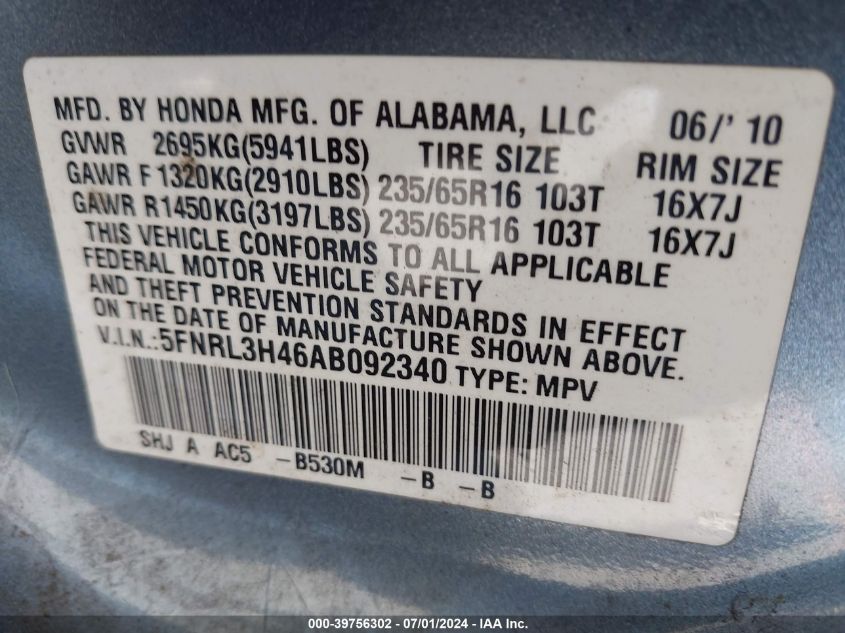 MFD. BY HONDA MFG. OF ALABAMA, LLC 06/' 10
GVWR 2695KG(5941LBS) TIRE SIZE RIM SIZE
GAWR F1320KG(2910LBS) 235/65R16 103T 16X7J
GAWR R1450KG(3197LBS) 235/65R16 103T 16X7J
THIS VEHICLE CONFORMS TO ALL APPLICABLE
FEDERAL MOTOR VEHICLE SAFETY
AND THEFT PREVENTION STANDARDS IN EFFECT
ON THE DATE OF MANUFACTURE SHOWN ABOVE.
V.I.N.:5FNRL3H46AB092340 TYPE: MPV
SHJ A AC5 -B530M -B -B
000-39756302 - 07/01/2024 - IAA Inc.